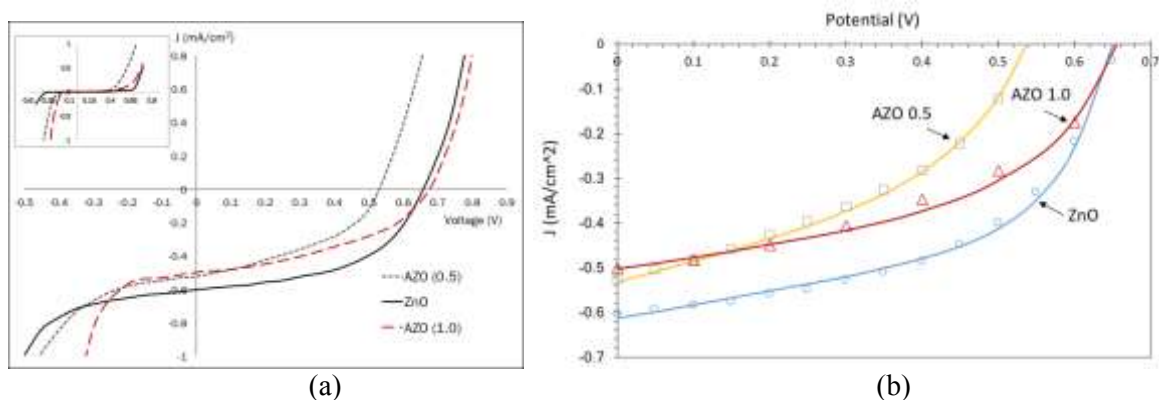 J (mA/cm²)
0.8
0.6
0.4
0.2
0
-0.5 -0.4 -0.3 -0.2 -0.1 0 0.1 0.2 0.3 0.4 0.5 0.6 0.7 0.8 0.9
Voltage (V)
-0.2
-0.4
-0.6
-0.8
-1
AZO (0.5)
ZnO
AZO (1.0)
(a)
Potential (V)
0 0.1 0.2 0.3 0.4 0.5 0.6 0.7
0
-0.1
-0.2
-0.3
-0.4
-0.5
-0.6
-0.7
J (mA/cm^2)
AZO 0.5
AZO 1.0
ZnO
(b)